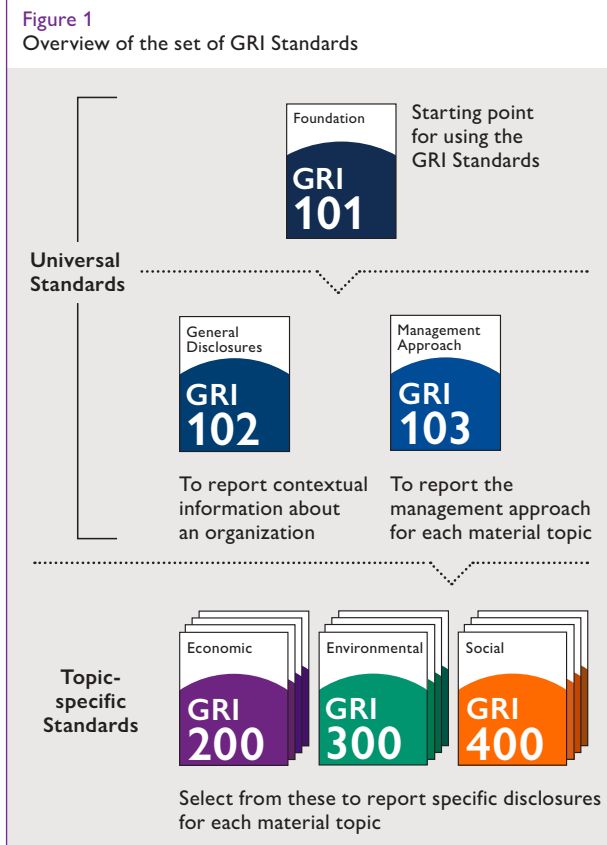 Figure 1
Overview of the set of GRI Standards
Foundation
GRI
101
Starting point
for using the
GRI Standards
Universal
Standards
General
Disclosures
GRI
102
To report contextual
information about
an organization
Management
Approach
GRI
103
To report the
management approach
for each material topic
Topic-
specific
Standards
Economic
GRI
200
Environmental
GRI
300
Social
GRI
400
Select from these to report specific disclosures
for each material topic